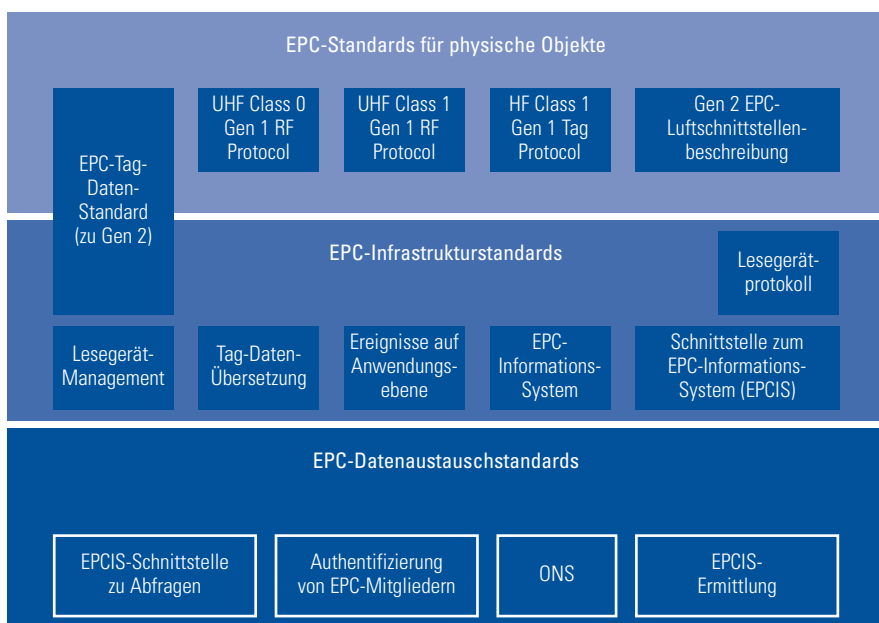 EPC-Standards für physische Objekte
EPC-Tag-
Daten-
Standard
(zu Gen 2)
UHF Class 0
Gen 1 RF
Protocol
UHF Class 1
Gen 1 RF
Protocol
HF Class 1
Gen 1 Tag
Protocol
Gen 2 EPC-
Luftschnittstellen-
beschreibung
EPC-Infrastrukturstandards
Lesegerät-
protokoll
Lesegerät-
Management
Tag-Daten-
Übersetzung
Ereignisse auf
Anwendungs-
ebene
EPC-
Informations-
System
Schnittstelle zum
EPC-Informations-
System (EPCIS)
EPC-Datenaustauschstandards
EPCIS-Schnittstelle
zu Abfragen
Authentifizierung
von EPC-Mitgliedern
ONS
EPCIS-
Ermittlung